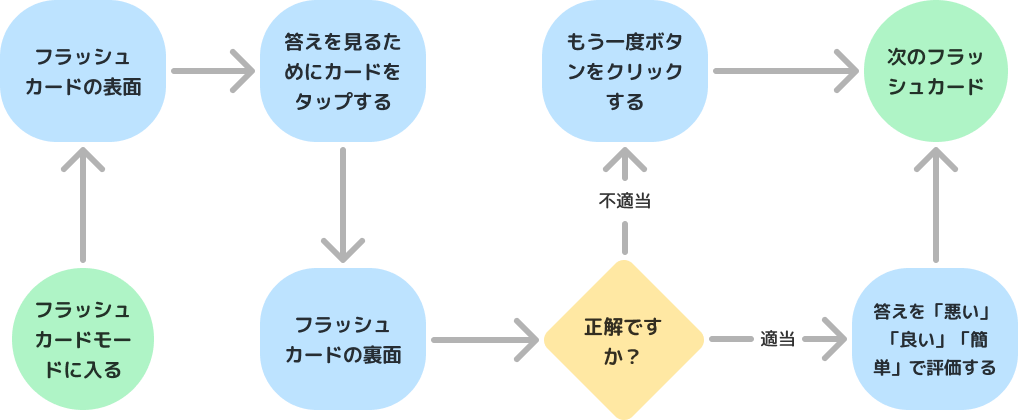 フラッシュ
カードの表面
答えを見るた
めにカードを
タップする
もう一度ボタ
ンをクリック
する
次のフラッ
シュカード
不適当
フラッシュ
カードモー
ドに入る
フラッシュ
カードの裏面
正解です
か？
適当
答えを「悪い」
「良い」「簡
単」で評価する